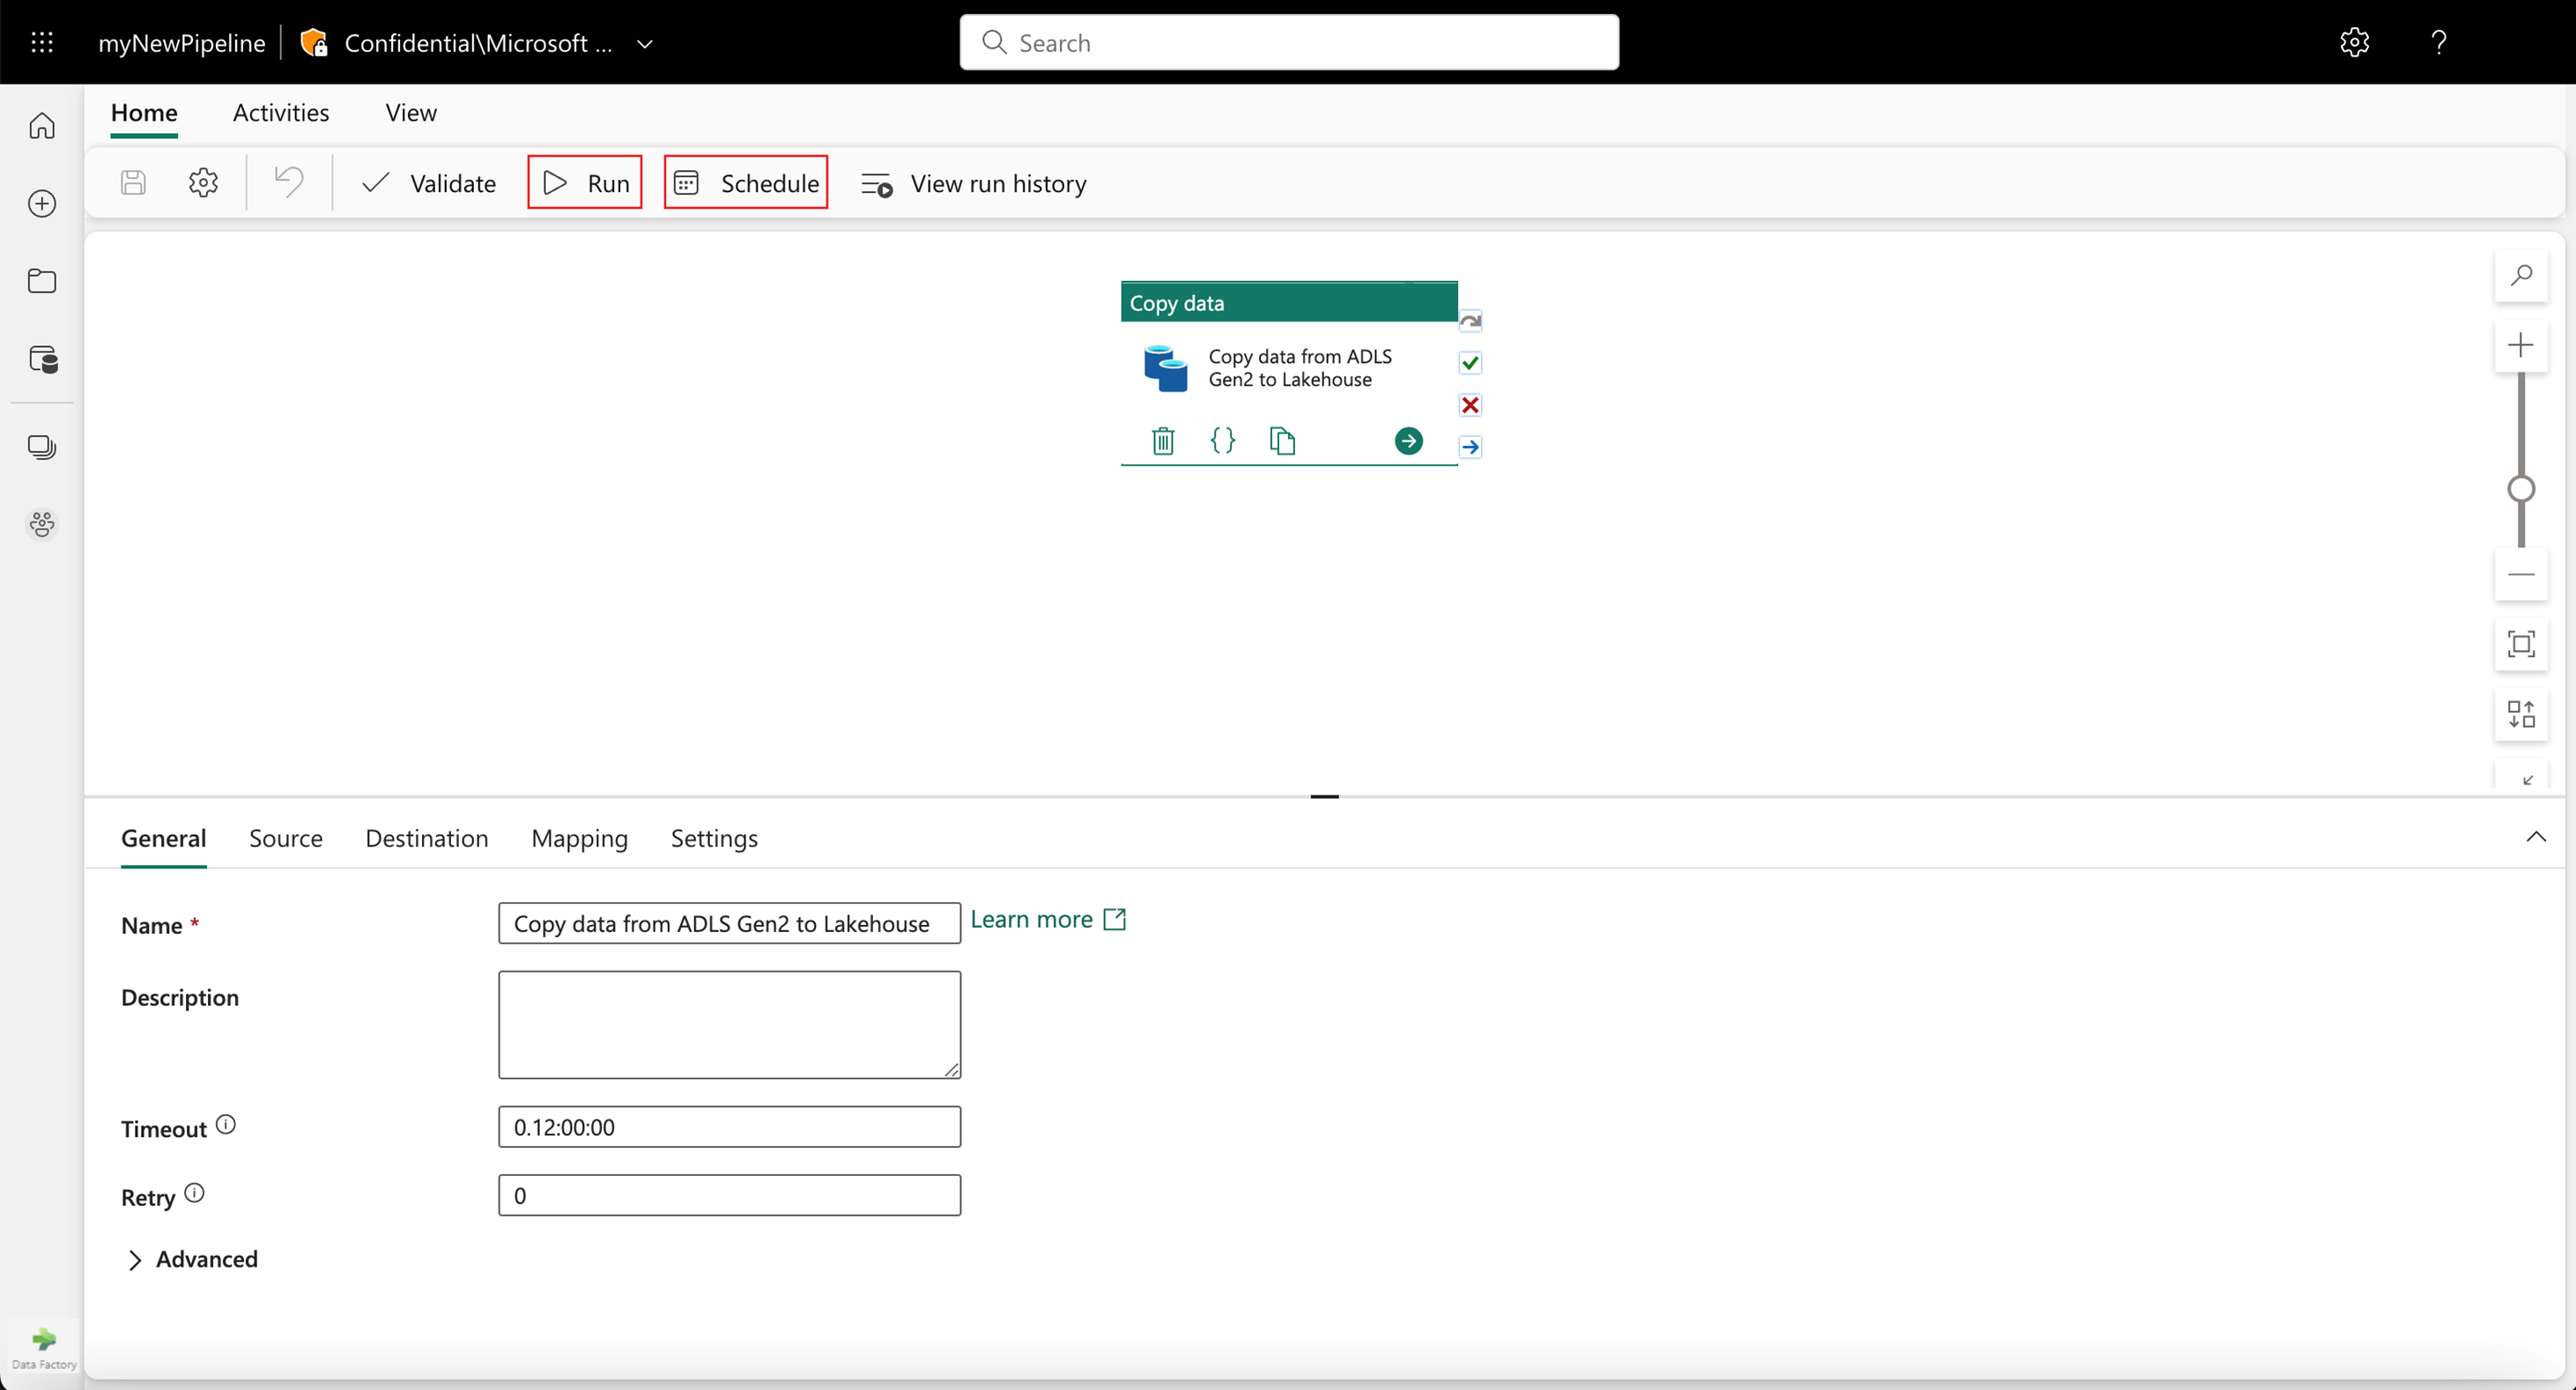 myNewPipeline Confidential\Microsoft ... Search
Home Activities View
Validate Run Schedule View run history
Copy data
Copy data from ADLS
Gen2 to Lakehouse
General Source Destination Mapping Settings
Name * Copy data from ADLS Gen2 to Lakehouse Learn more
Description
Timeout 0.12:00:00
Retry 0
Advanced
Data Factory